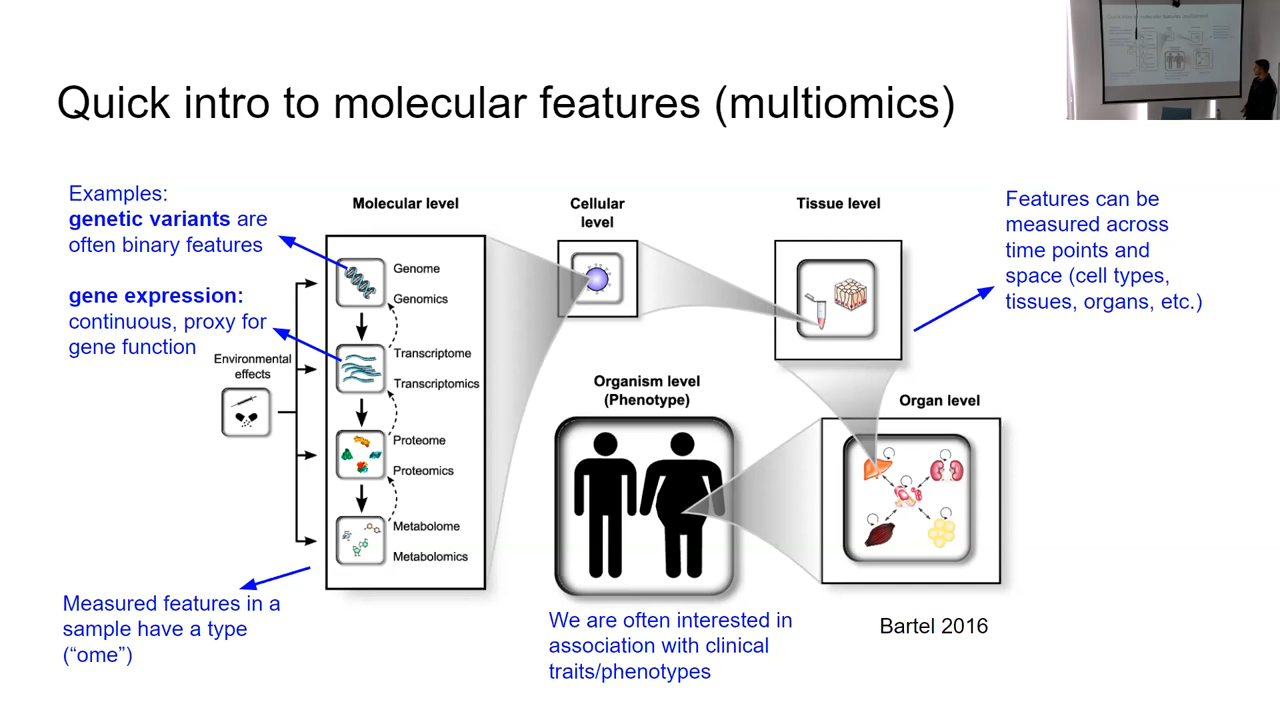 Quick intro to molecular features (multiomics)
Examples:
genetic variants are
often binary features
gene expression:
continuous, proxy for
gene function
Environmental
effects
Molecular level
Genome
Genomics
Transcriptome
Transcriptomics
Proteome
Proteomics
Metabolome
Metabolomics
Cellular
level
Tissue level
Features can be
measured across
time points and
space (cell types,
tissues, organs, etc.)
Organism level
(Phenotype)
Organ level
Measured features in a
sample have a type
(“ome”)
We are often interested in
association with clinical
traits/phenotypes
Bartel 2016